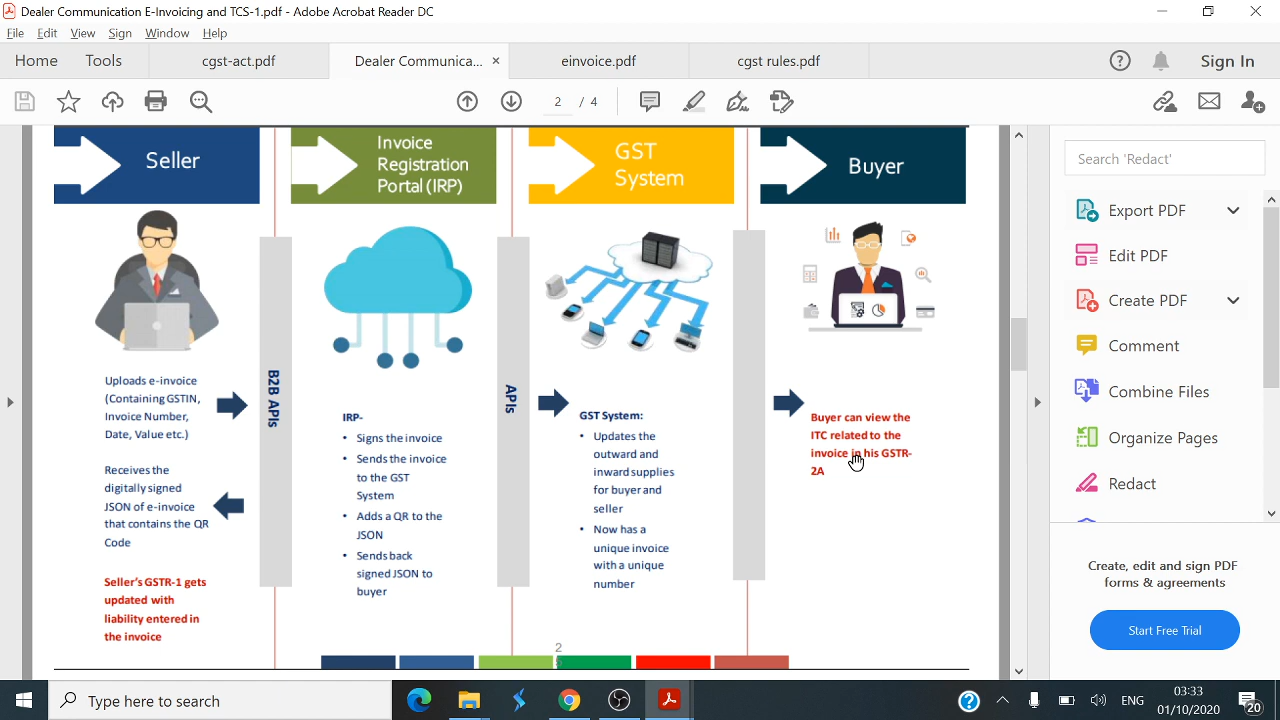 Dealer Communication E-Invoicing and TCS-1.pdf - Adobe Acrobat Reader DC
File Edit View Sign Window Help
Home Tools cgst-act.pdf Dealer Communica... × einvoice.pdf cgst rules.pdf Sign In
2 / 4
Seller
Invoice
Registration
Portal (IRP)
GST
System
Buyer
Uploads e-invoice
(Containing GSTIN,
Invoice Number,
Date, Value etc.)
Receives the
digitally signed
JSON of e-invoice
that contains the QR
Code
Seller's GSTR-1 gets
updated with
liability entered in
the invoice
B2B APIs
IRP-
• Signs the invoice
• Sends the invoice
to the GST
System
• Adds a QR to the
JSON
• Sends back
signed JSON to
buyer
APIs
GST System:
• Updates the
outward and
inward supplies
for buyer and
seller
• Now has a
unique invoice
with a unique
number
Buyer can view the
ITC related to the
invoice in his GSTR-
2A
2
Search 'Redact'
Export PDF
Edit PDF
Create PDF
Comment
Combine Files
Organize Pages
Redact
Create, edit and sign PDF
forms & agreements
Start Free Trial
Type here to search
ENG
03:33
01/10/2020
20